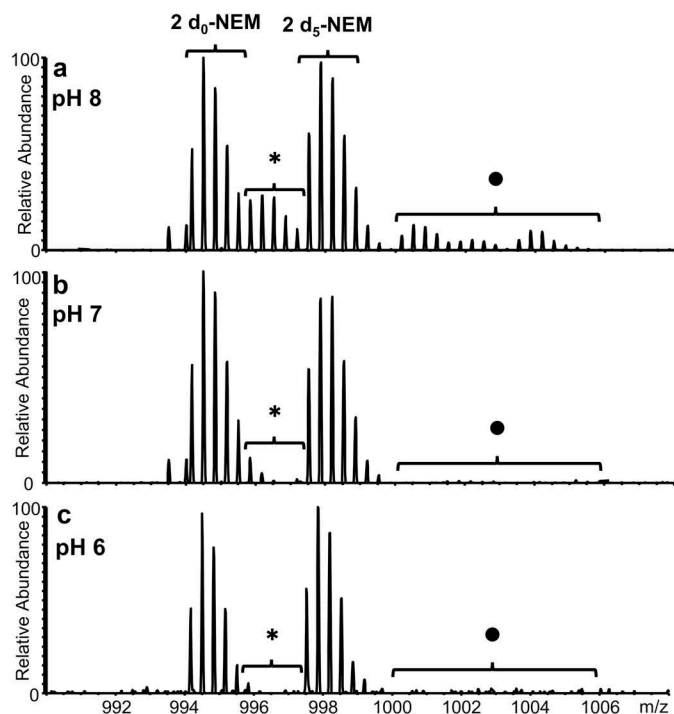 2 d₀-NEM 2 d₅-NEM
100
a
pH 8
*
●
Relative Abundance
0
100
b
pH 7
*
●
Relative Abundance
0
100
c
pH 6
*
●
Relative Abundance
0
992 994 996 998 1000 1002 1004 1006 m/z